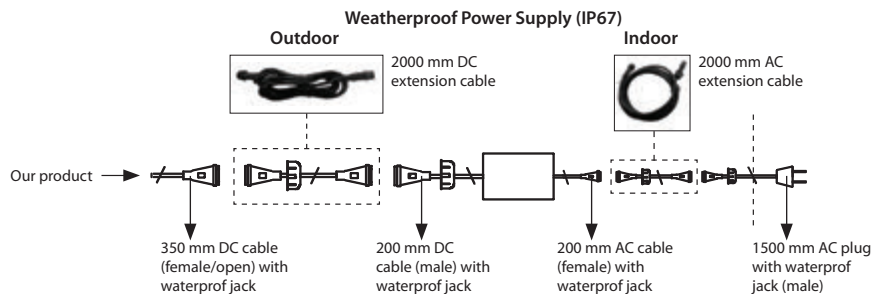 Weatherproof Power Supply (IP67)
Outdoor
Indoor
2000 mm DC
extension cable
2000 mm AC
extension cable
Our product
350 mm DC cable
(female/open) with
waterprof jack
200 mm DC
cable (male) with
waterprof jack
200 mm AC cable
(female) with
waterprof jack
1500 mm AC plug
with waterprof
jack (male)